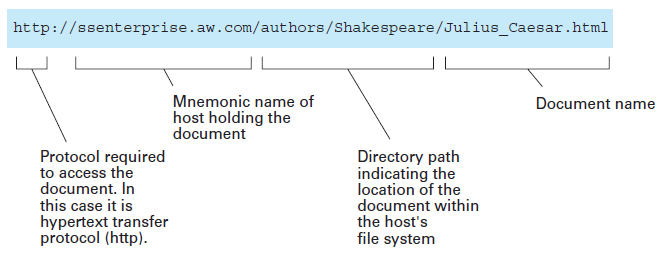 http://ssenterprise.aw.com/authors/Shakespeare/Julius_Caesar.html
Mnemonic name of
host holding the
document
Document name
Protocol required
to access the
document. In
this case it is
hypertext transfer
protocol (http).
Directory path
indicating the
location of the
document within
the host's
file system